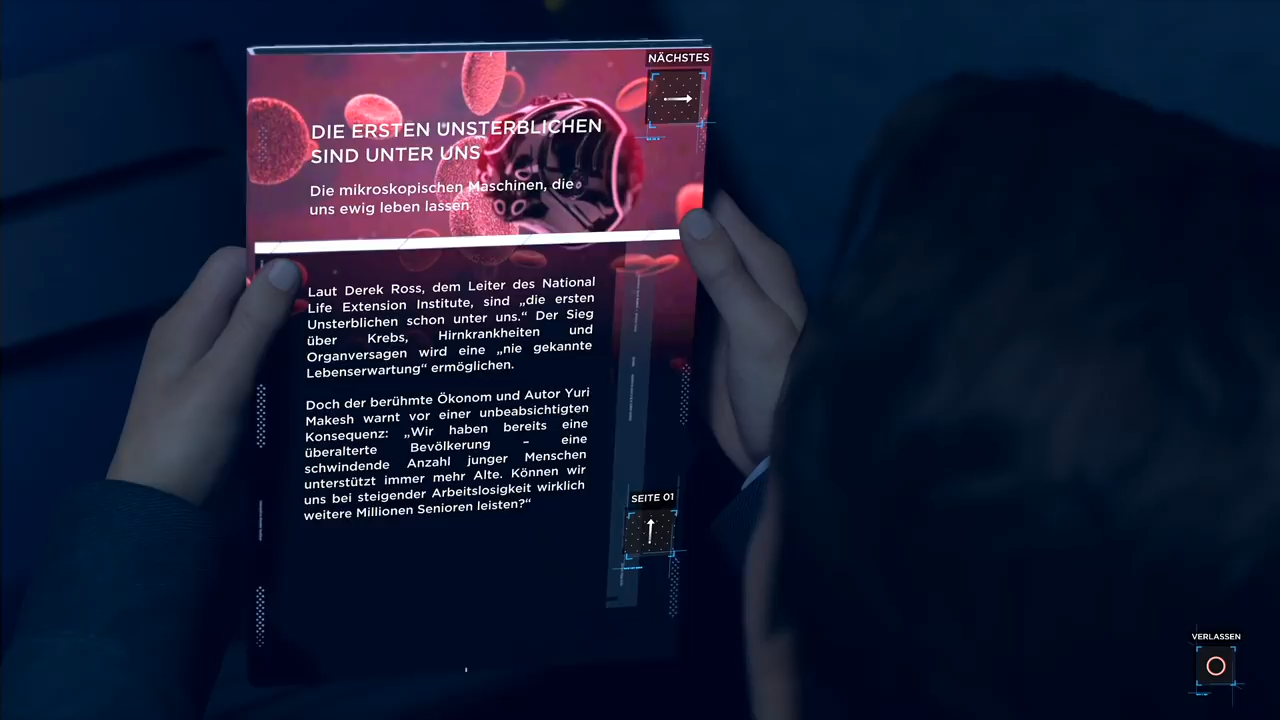 NÄCHSTES
DIE ERSTEN UNSTERBLICHEN
SIND UNTER UNS
Die mikroskopischen Maschinen, die
uns ewig leben lassen
Laut Derek Ross, dem Leiter des National
Life Extension Institute, sind „die ersten
Unsterblichen schon unter uns.“ Der Sieg
über Krebs, Hirnkrankheiten und
Organversagen wird eine „nie gekannte
Lebenserwartung“ ermöglichen.
Doch der berühmte Ökonom und Autor Yuri
Makesh warnt vor einer unbeabsichtigten
Konsequenz: „Wir haben bereits eine
überalterte Bevölkerung – eine
schwindende Anzahl junger Menschen
unterstützt immer mehr Alte. Können wir
uns bei steigender Arbeitslosigkeit wirklich
weitere Millionen Senioren leisten?“
SEITE 01
VERLASSEN